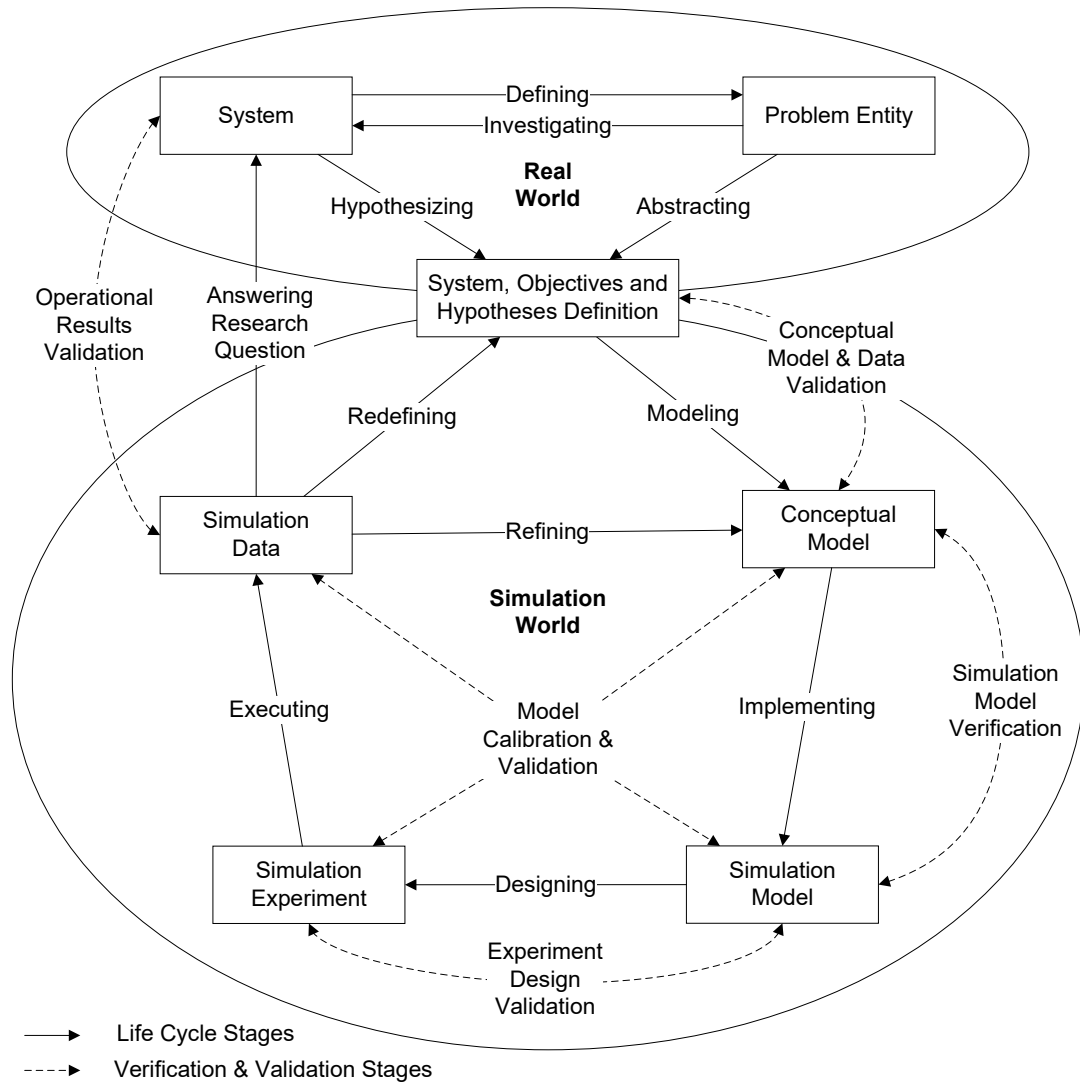 Defining
System
Problem Entity
Investigating
Real
World
Hypothesizing
Abstracting
System, Objectives and
Hypotheses Definition
Operational
Results
Validation
Answering
Research
Question
Conceptual
Model & Data
Validation
Redefining
Modeling
Simulation
Data
Refining
Conceptual
Model
Simulation
World
Executing
Model
Calibration &
Validation
Implementing
Simulation
Model
Verification
Simulation
Experiment
Designing
Simulation
Model
Experiment
Design
Validation
Life Cycle Stages
Verification & Validation Stages